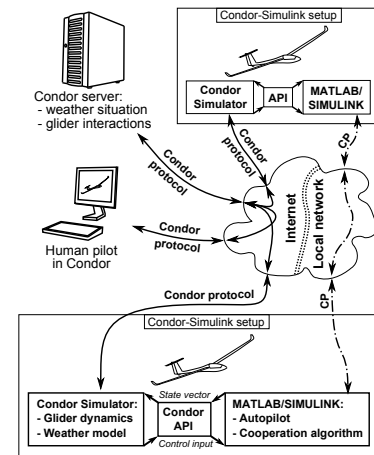 Condor-Simulink setup
Condor
Simulator
API
MATLAB/
SIMULINK
Condor server:
- weather situation
- glider interactions
Condor
protocol
Condor
protocol
CP
Human pilot
in Condor
Condor
protocol
Internet
Local network
Condor protocol
CP
Condor-Simulink setup
Condor Simulator:
- Glider dynamics
- Weather model
State vector
Condor
API
Control input
MATLAB/SIMULINK:
- Autopilot
- Cooperation algorithm